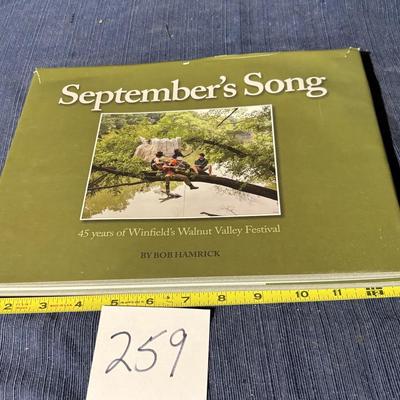 September's Song
45 years of Winfield's Walnut Valley Festival
BY BOB HAMRICK
2 3 4 5 6 7 8 9 10 11
259